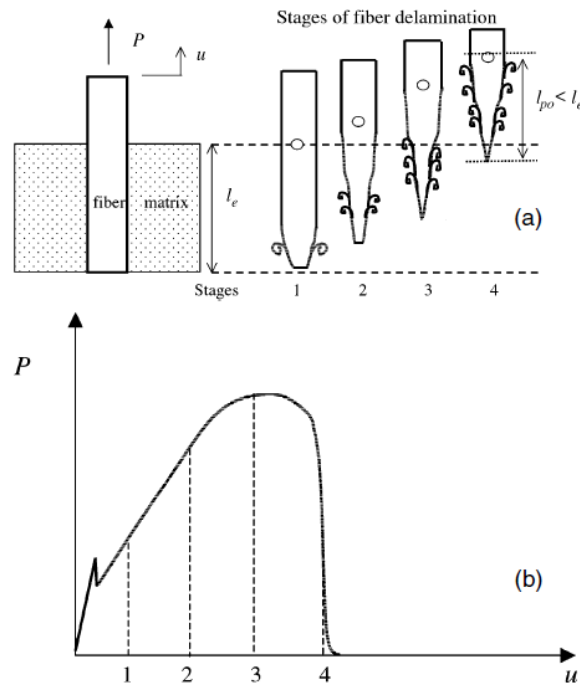 Stages of fiber delamination
P
u
l_po < l_e
l_e
fiber matrix
(a)
Stages 1 2 3 4
P
(b)
1 2 3 4 u